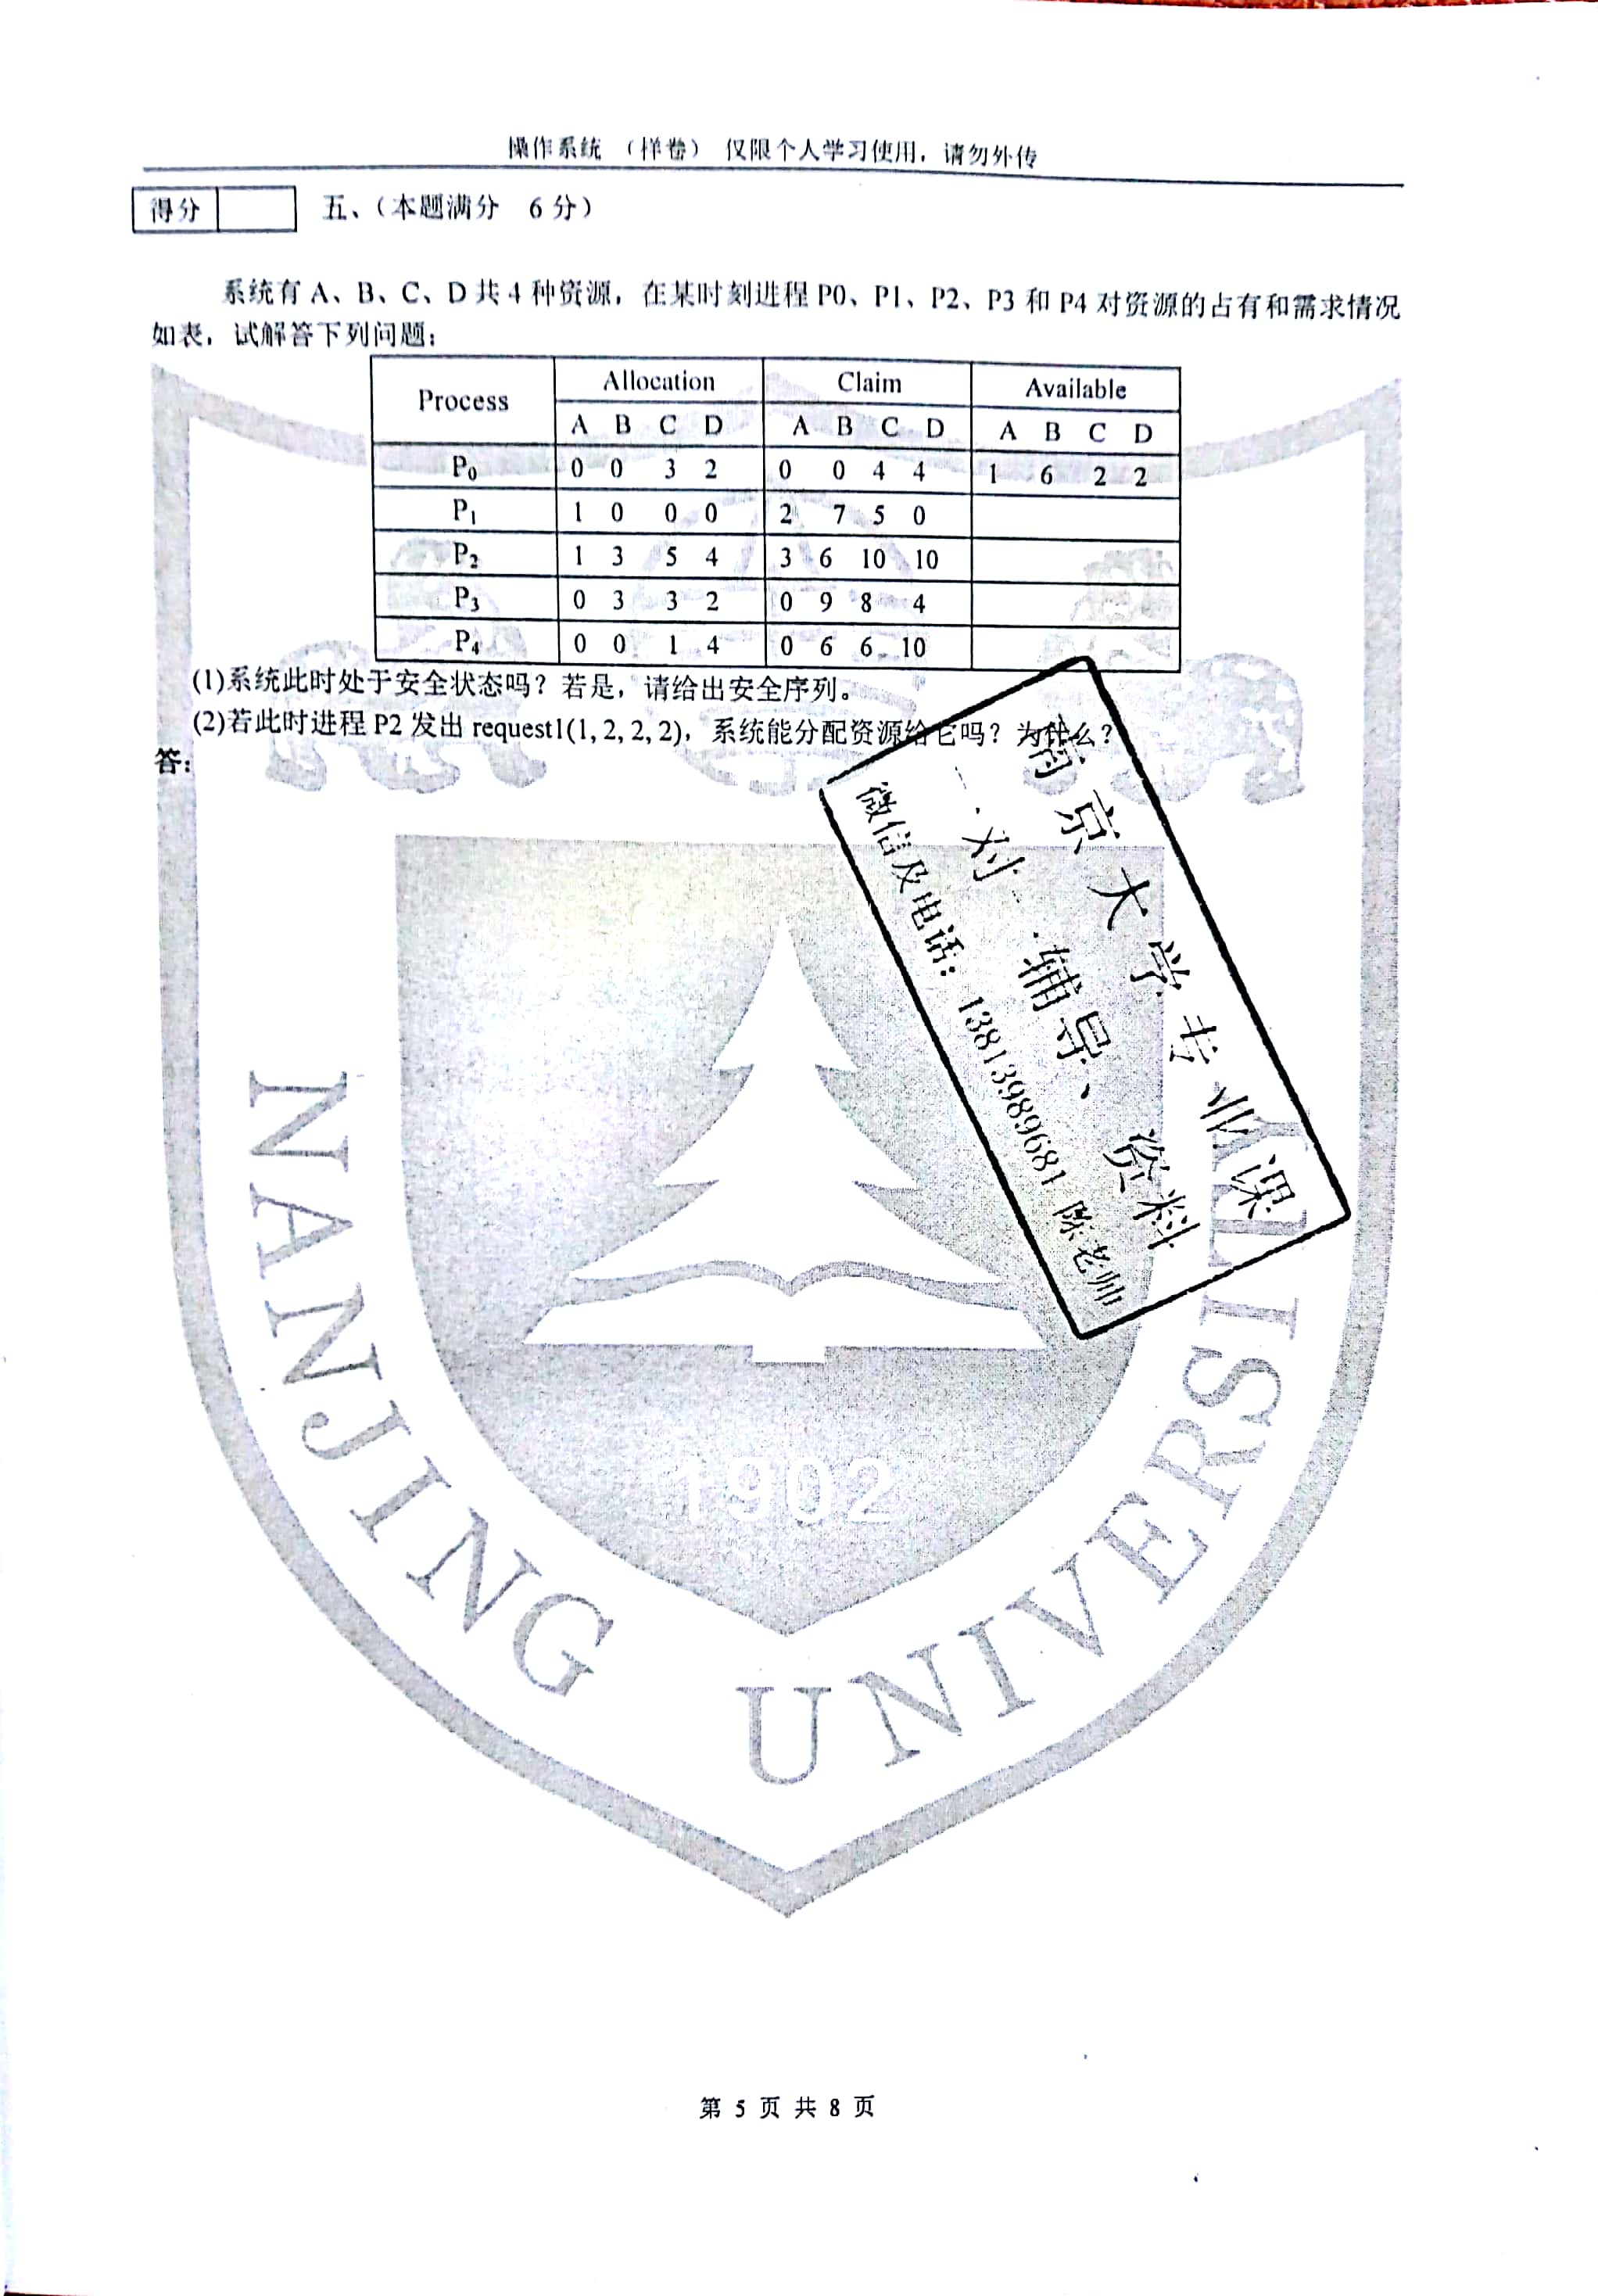 操作系统 （样卷） 仅限个人学习使用，请勿外传
得分 五、（本题满分 6 分）
系统有 A、B、C、D 共 4 种资源，在某时刻进程 P0、P1、P2、P3 和 P4 对资源的占有和需求情况
如表，试解答下列问题：
Process Allocation Claim Available
A B C D A B C D A B C D
P0 0 0 3 2 0 0 4 4 1 6 2 2
P1 1 0 0 0 2 7 5 0
P2 1 3 5 4 3 6 10 10
P3 0 3 3 2 0 9 8 4
P4 0 0 1 4 0 6 6 10
(1)系统此时处于安全状态吗？若是，请给出安全序列。
(2)若此时进程 P2 发出 request1(1, 2, 2, 2)，系统能分配资源给它吗？为什么？
答：
南京大学专业课
一对一辅导、资料
微信及电话：13813989681 陈老师
1902
NANJING UNIVERSITY
第 5 页 共 8 页